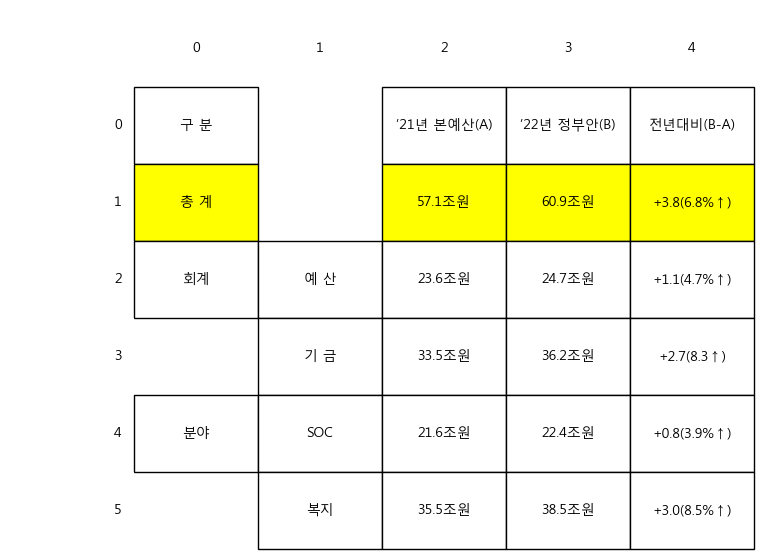 0 1 2 3 4
0 구 분 '21년 본예산(A) '22년 정부안(B) 전년대비(B-A)
1 총 계 57.1조원 60.9조원 +3.8(6.8%↑)
2 회계 예 산 23.6조원 24.7조원 +1.1(4.7%↑)
3 기 금 33.5조원 36.2조원 +2.7(8.3↑)
4 분야 SOC 21.6조원 22.4조원 +0.8(3.9%↑)
5 복지 35.5조원 38.5조원 +3.0(8.5%↑)